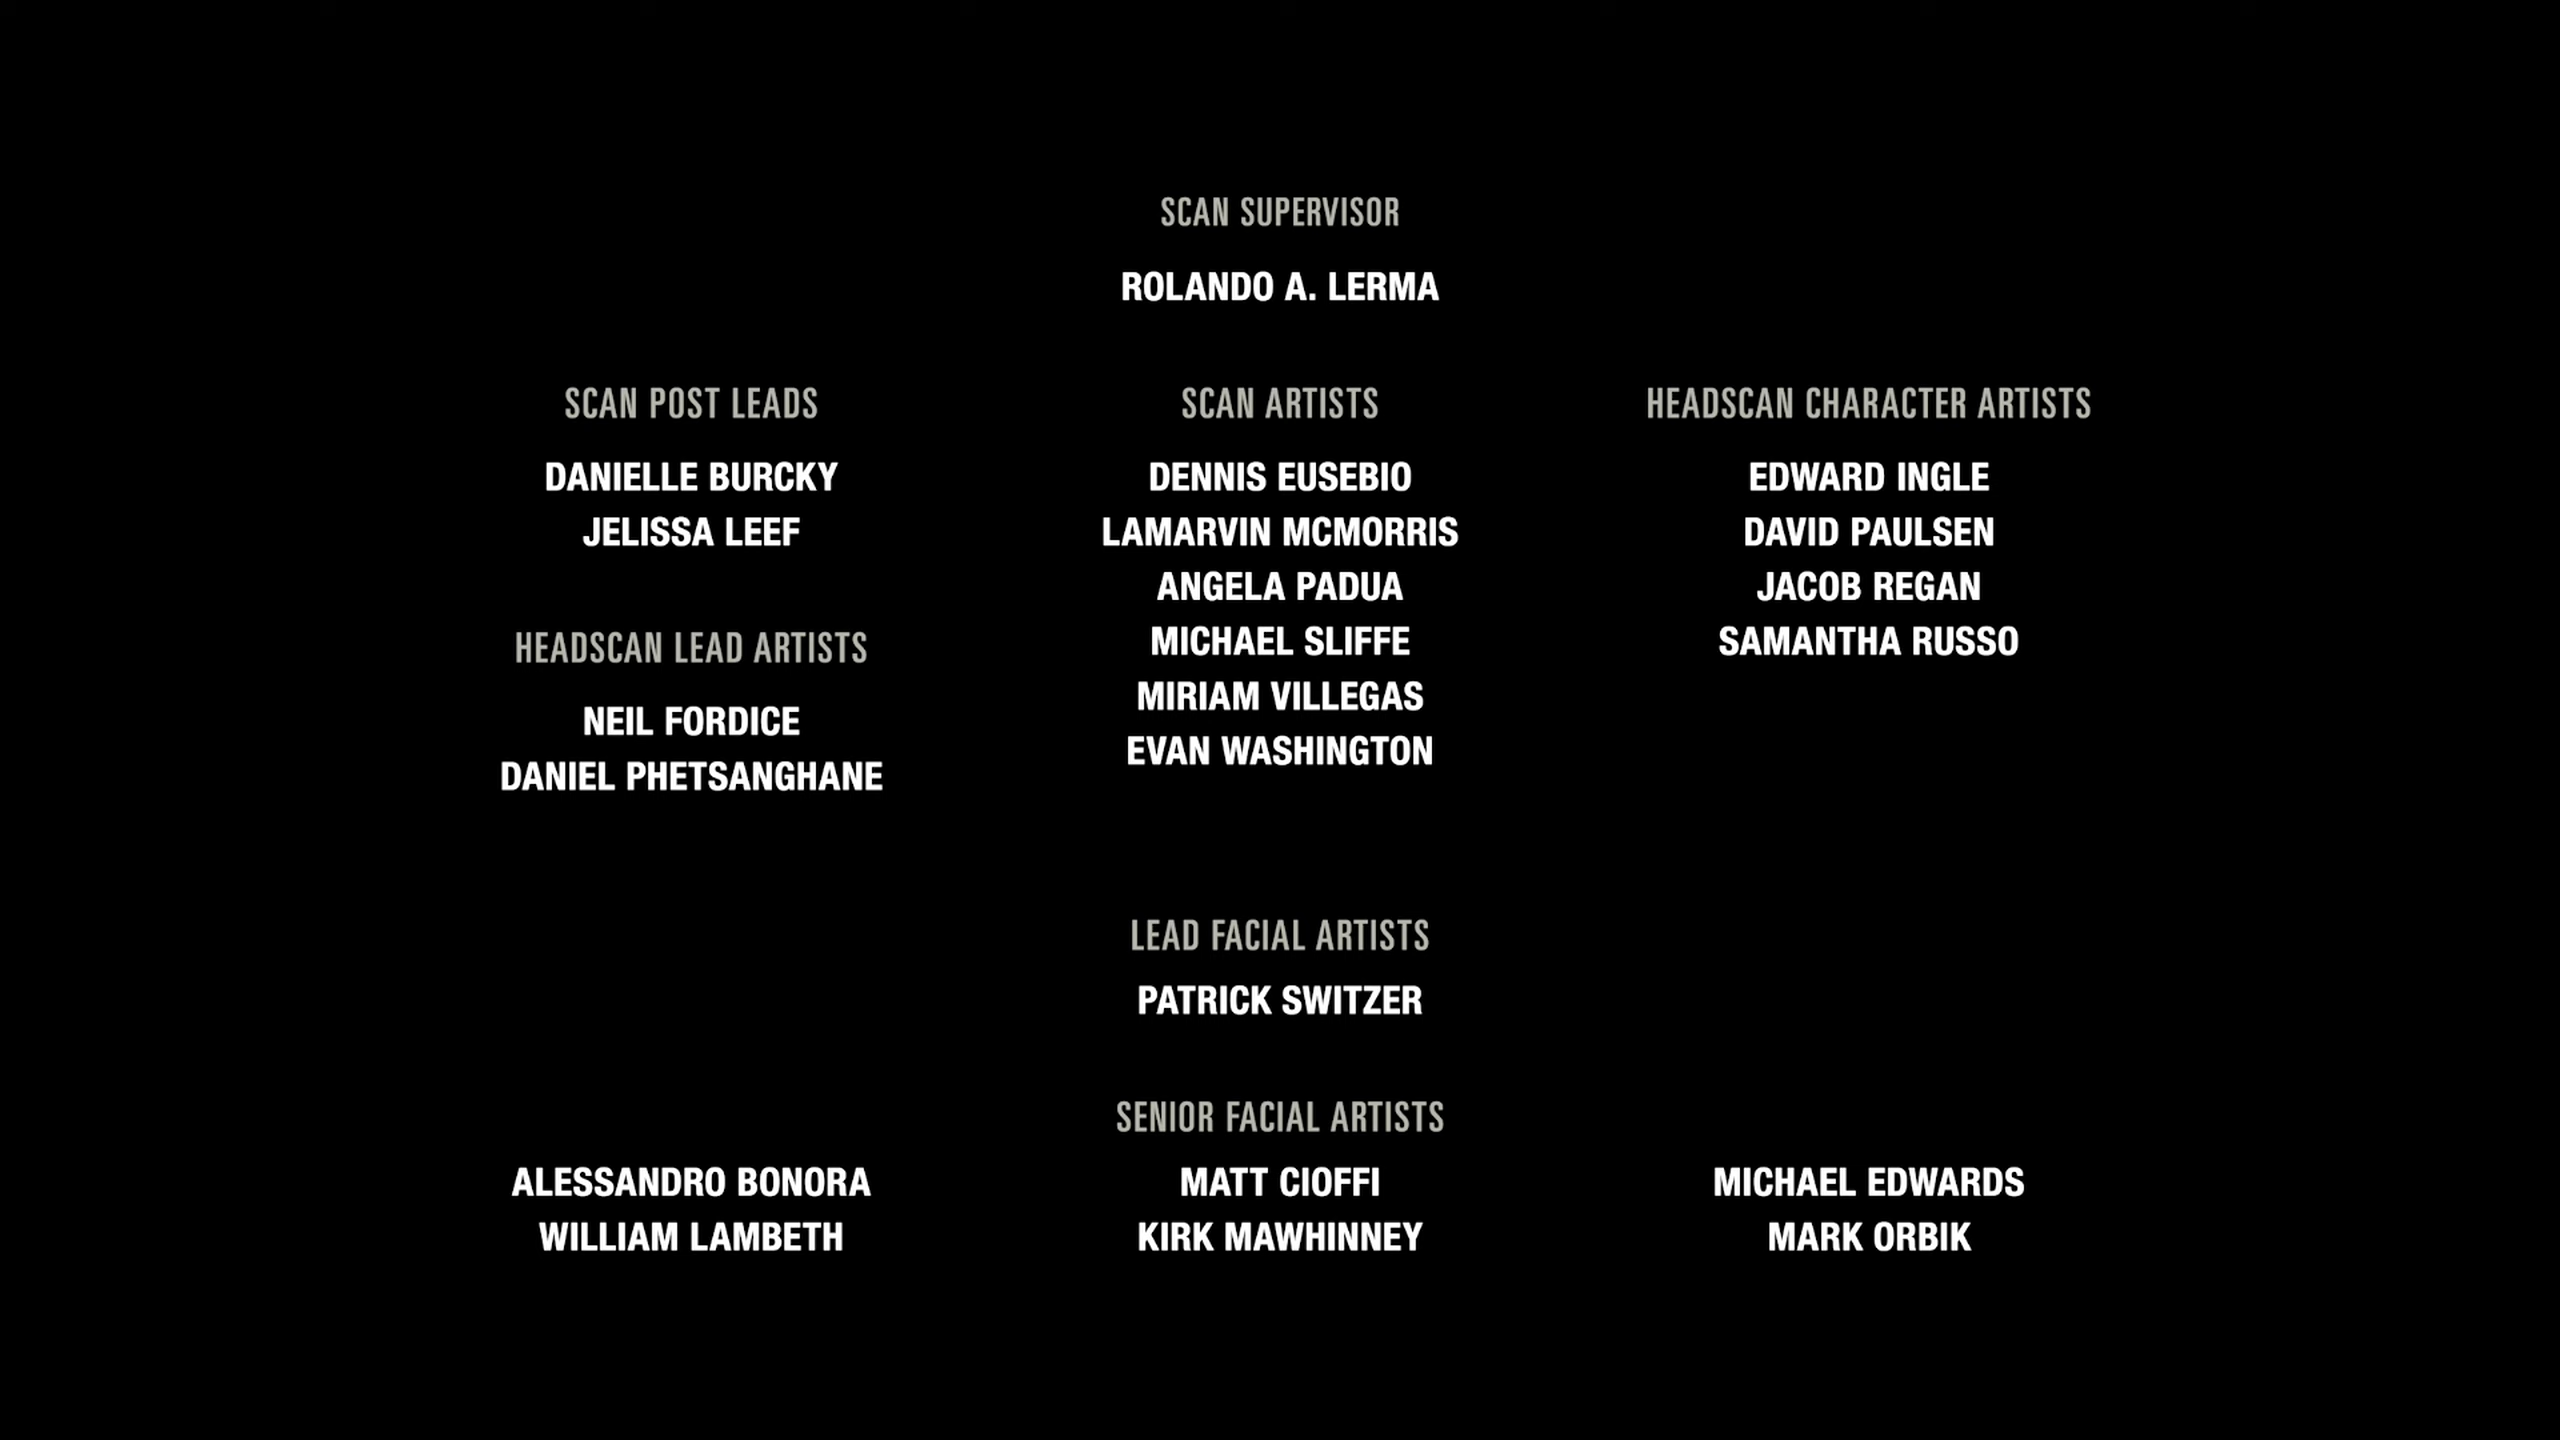 SCAN SUPERVISOR
ROLANDO A. LERMA
SCAN POST LEADS
DANIELLE BURCKY
JELISSA LEEF
HEADSCAN LEAD ARTISTS
NEIL FORDICE
DANIEL PHETSANGHANE
SCAN ARTISTS
DENNIS EUSEBIO
LAMARVIN MCMORRIS
ANGELA PADUA
MICHAEL SLIFFE
MIRIAM VILLEGAS
EVAN WASHINGTON
HEADSCAN CHARACTER ARTISTS
EDWARD INGLE
DAVID PAULSEN
JACOB REGAN
SAMANTHA RUSSO
LEAD FACIAL ARTISTS
PATRICK SWITZER
SENIOR FACIAL ARTISTS
ALESSANDRO BONORA
WILLIAM LAMBETH
MATT CIOFFI
KIRK MAWHINNEY
MICHAEL EDWARDS
MARK ORBIK